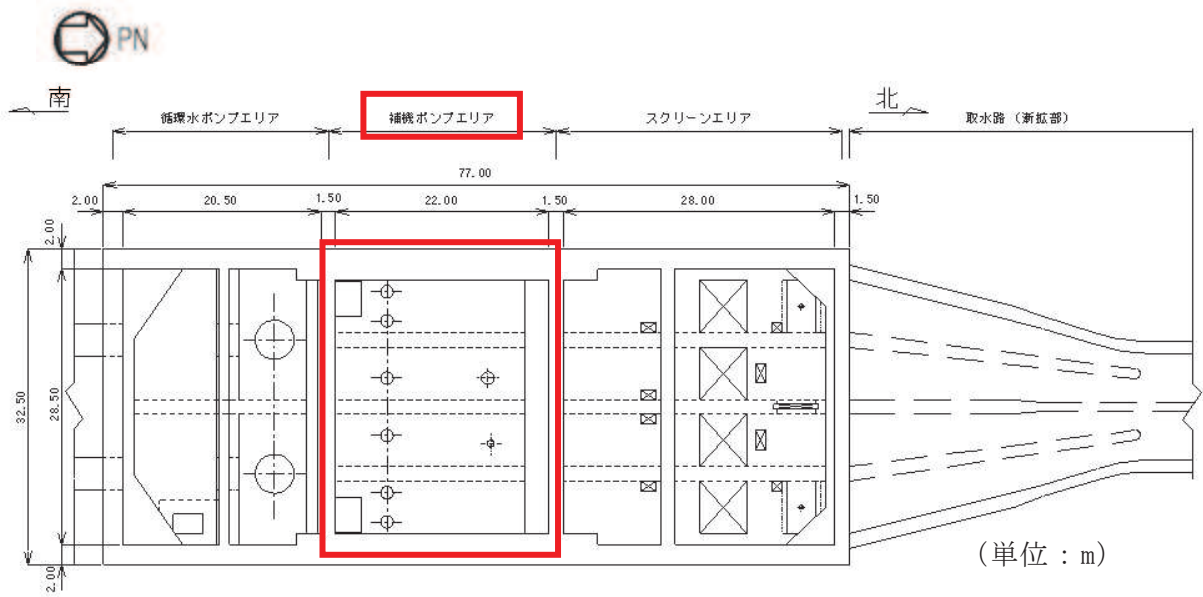 PN
南
北
循環水ポンプエリア
補機ポンプエリア
スクリーンエリア
取水路（漸拡部）
77.00
2.00
20.50
1.50
22.00
1.50
28.00
1.50
2.00
32.50
28.50
2.00
(単位：m)